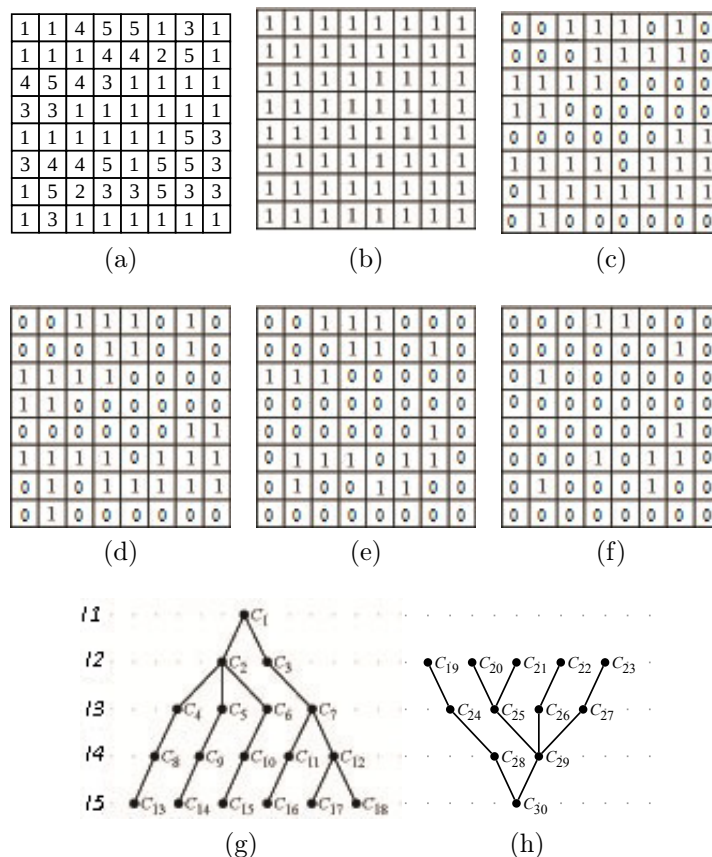 1 1 4 5 5 1 3 1
1 1 1 4 4 2 5 1
4 5 4 3 1 1 1 1
3 3 1 1 1 1 1 1
1 1 1 1 1 1 5 3
3 4 4 5 1 5 5 3
1 5 2 3 3 5 3 3
1 3 1 1 1 1 1 1
(a)
1 1 1 1 1 1 1 1
1 1 1 1 1 1 1 1
1 1 1 1 1 1 1 1
1 1 1 1 1 1 1 1
1 1 1 1 1 1 1 1
1 1 1 1 1 1 1 1
1 1 1 1 1 1 1 1
1 1 1 1 1 1 1 1
(b)
0 0 1 1 1 0 1 0
0 0 0 1 1 1 1 0
1 1 1 1 0 0 0 0
1 1 0 0 0 0 0 0
0 0 0 0 0 0 1 1
1 1 1 1 0 1 1 1
0 1 1 1 1 1 1 1
0 1 0 0 0 0 0 0
(c)
0 0 1 1 1 0 1 0
0 0 0 1 1 0 1 0
1 1 1 1 0 0 0 0
1 1 0 0 0 0 0 0
0 0 0 0 0 0 1 1
1 1 1 1 0 1 1 1
0 1 0 1 1 1 1 1
0 1 0 0 0 0 0 0
(d)
0 0 1 1 1 0 0 0
0 0 0 1 1 0 1 0
1 1 1 0 0 0 0 0
0 0 0 0 0 0 0 0
0 0 0 0 0 0 1 0
0 1 1 1 0 1 1 0
0 1 0 0 1 1 0 0
0 0 0 0 0 0 0 0
(e)
0 0 0 1 1 0 0 0
0 0 0 0 0 0 1 0
0 1 0 0 0 0 0 0
0 0 0 0 0 0 0 0
0 0 0 0 0 0 1 0
0 0 0 1 0 1 1 0
0 1 0 0 0 1 0 0
0 0 0 0 0 0 0 0
(f)
l1 C1
l2 C2 C3
l3 C4 C5 C6 C7
l4 C8 C9 C10 C11 C12
l5 C13 C14 C15 C16 C17 C18
(g)
C19 C20 C21 C22 C23
C24 C25 C26 C27
C28 C29
C30
(h)